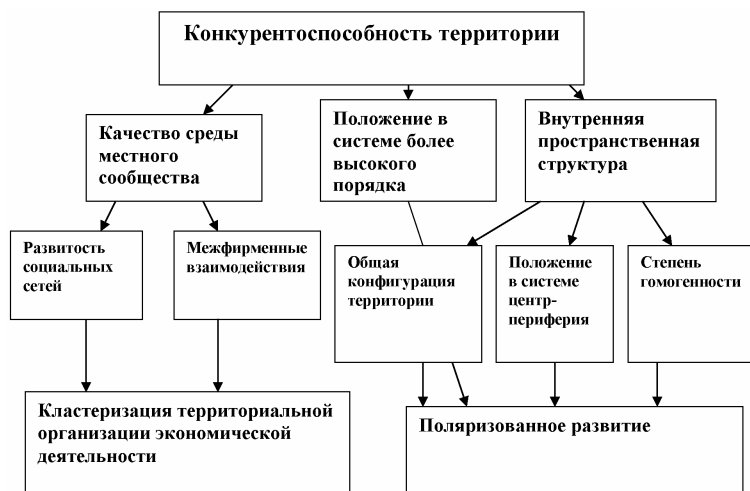 Конкурентоспособность территории
Качество среды
местного
сообщества
Положение в
системе более
высокого
порядка
Внутренняя
пространственная
структура
Развитость
социальных
сетей
Межфирменные
взаимодействия
Общая
конфигурация
территории
Положение
в системе
центр-
периферия
Степень
гомогенности
Кластеризация территориальной
организации экономической
деятельности
Поляризованное развитие